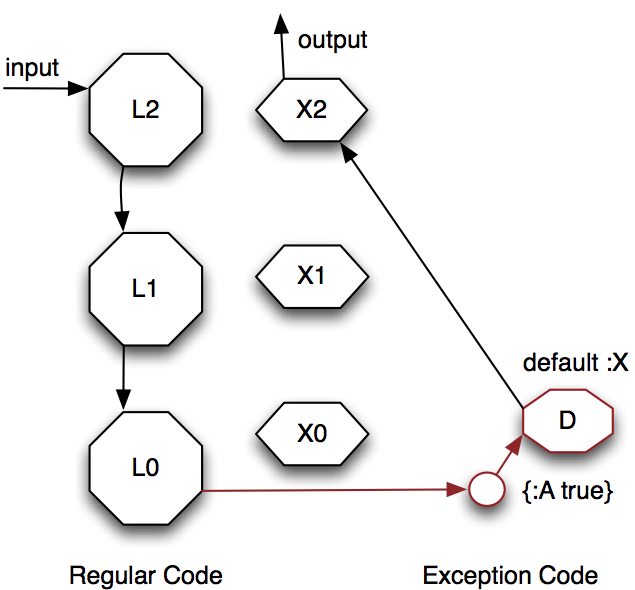 output
input
L2
X2
L1
X1
default :X
D
X0
L0
{:A true}
Regular Code
Exception Code